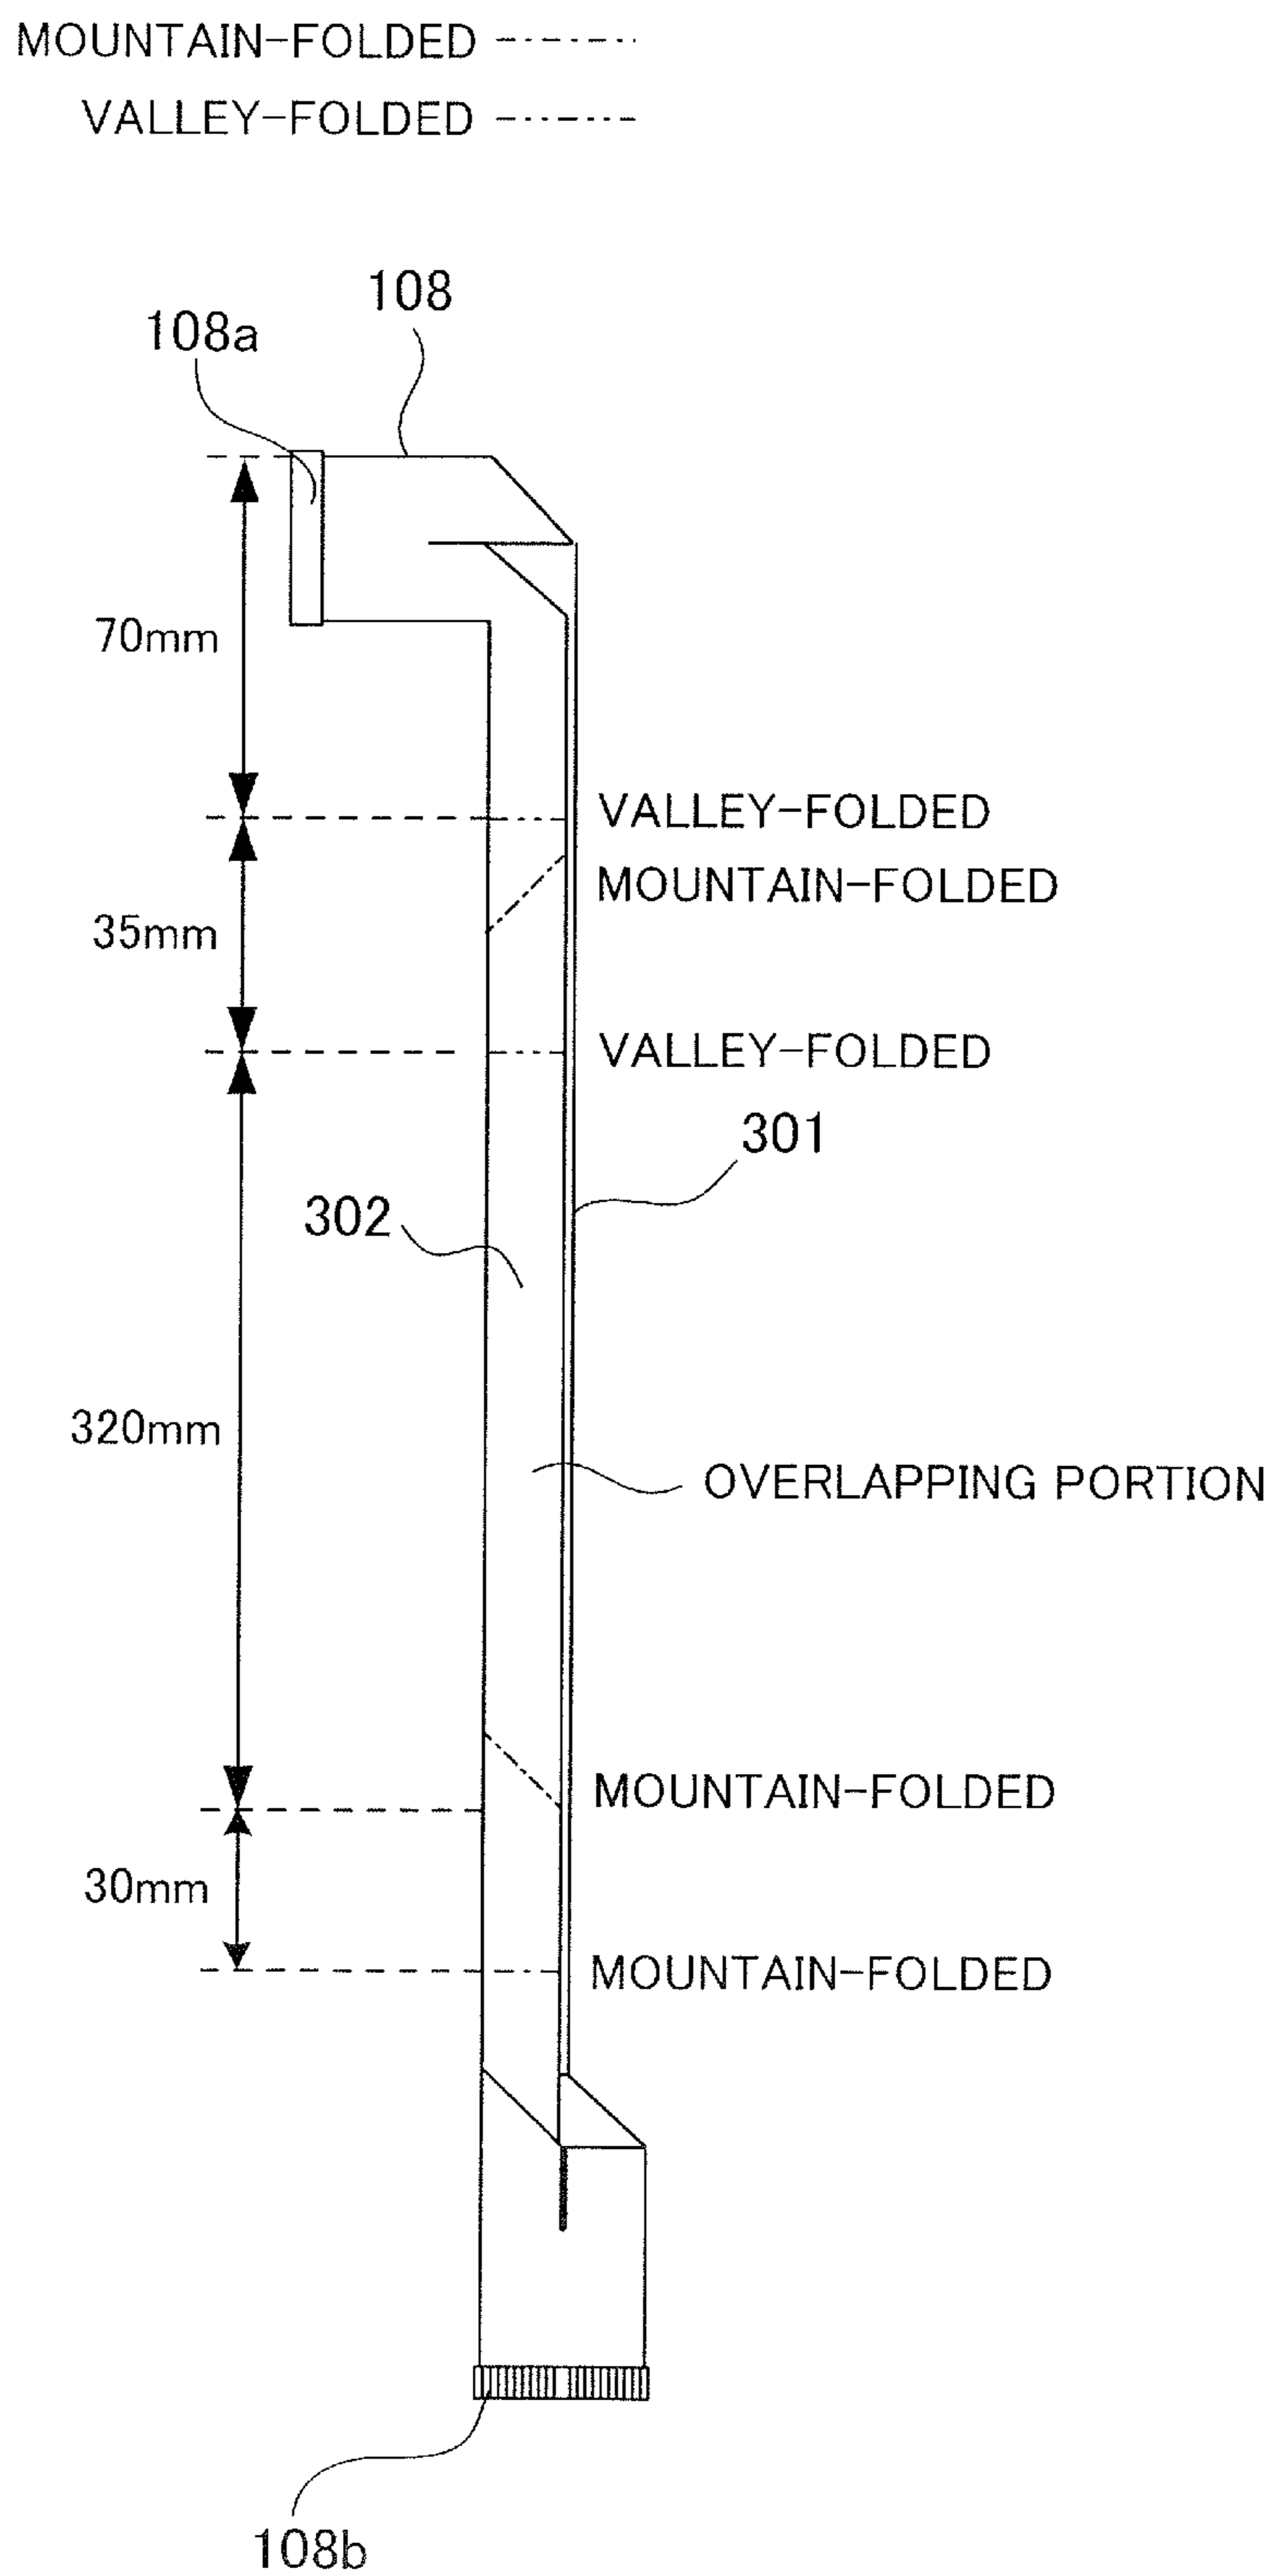 MOUNTAIN-FOLDED
VALLEY-FOLDED
108
108a
70mm
VALLEY-FOLDED
MOUNTAIN-FOLDED
35mm
VALLEY-FOLDED
301
302
320mm
OVERLAPPING PORTION
MOUNTAIN-FOLDED
30mm
MOUNTAIN-FOLDED
108b